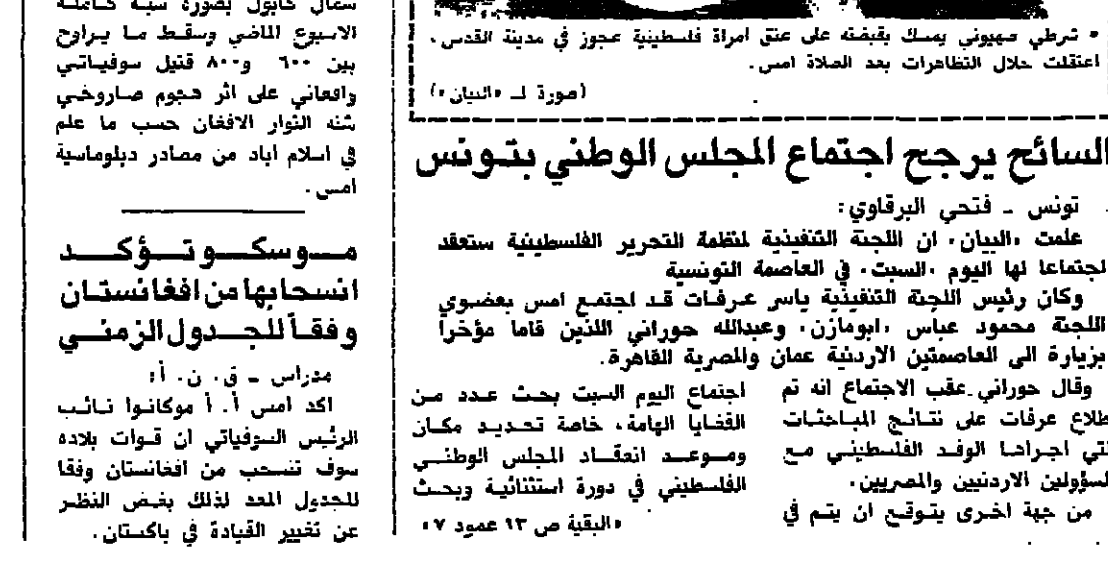 • شرطي صهيوني يمسك بقبضته على عنق امرأة فلسطينية عجوز في مدينة القدس،
اعتقلت خلال التظاهرات بعد الصلاة امس.
(صورة لـ «البيان»)
السائح يرجح اجتماع المجلس الوطني بتونس
تونس ـ فتحي البرقاوي:
علمت «البيان» ان اللجنة التنفيذية لمنظمة التحرير الفلسطينية ستعقد
اجتماعا لها اليوم «السبت» في العاصمة التونسية
وكان رئيس اللجنة التنفيذية ياسر عرفات قد اجتمع امس بعضوي
اللجنة محمود عباس «ابومازن» وعبدالله حوراني اللذين قاما مؤخرا
بزيارة الى العاصمتين الاردنية عمان والمصرية القاهرة.
وقال حوراني عقب الاجتماع انه تم
طلاع عرفات على نتائج المباحثات
لتي اجراها الوفد الفلسطيني مع
لسؤولين الاردنيين والمصريين.
من جهة اخرى يتوقع ان يتم في
اجتماع اليوم السبت بحث عدد من
القضايا الهامة، خاصة تحديد مكان
وموعد انعقاد المجلس الوطني
الفلسطيني في دورة استثنائية وبحث
«البقية ص ١٣ عمود ٧»
شمال كابول بصورة شبه كاملة
الاسبوع الماضي وسقط ما يراوح
بين ٦٠٠ و٨٠٠ قتيل سوفياتي
وافغاني على اثر هجوم صاروخي
شنه الثوار الافغان حسب ما علم
في اسلام اباد من مصادر دبلوماسية
امس.
موسكو تؤكد
انسحابها من افغانستان
وفقاً للجدول الزمني
مدراس ـ ق. ن. أ:
اكد امس أ. أ موكانوا نائب
الرئيس السوفياتي ان قوات بلاده
سوف تنسحب من افغانستان وفقا
للجدول المعد لذلك بغض النظر
عن تغيير القيادة في باكستان.